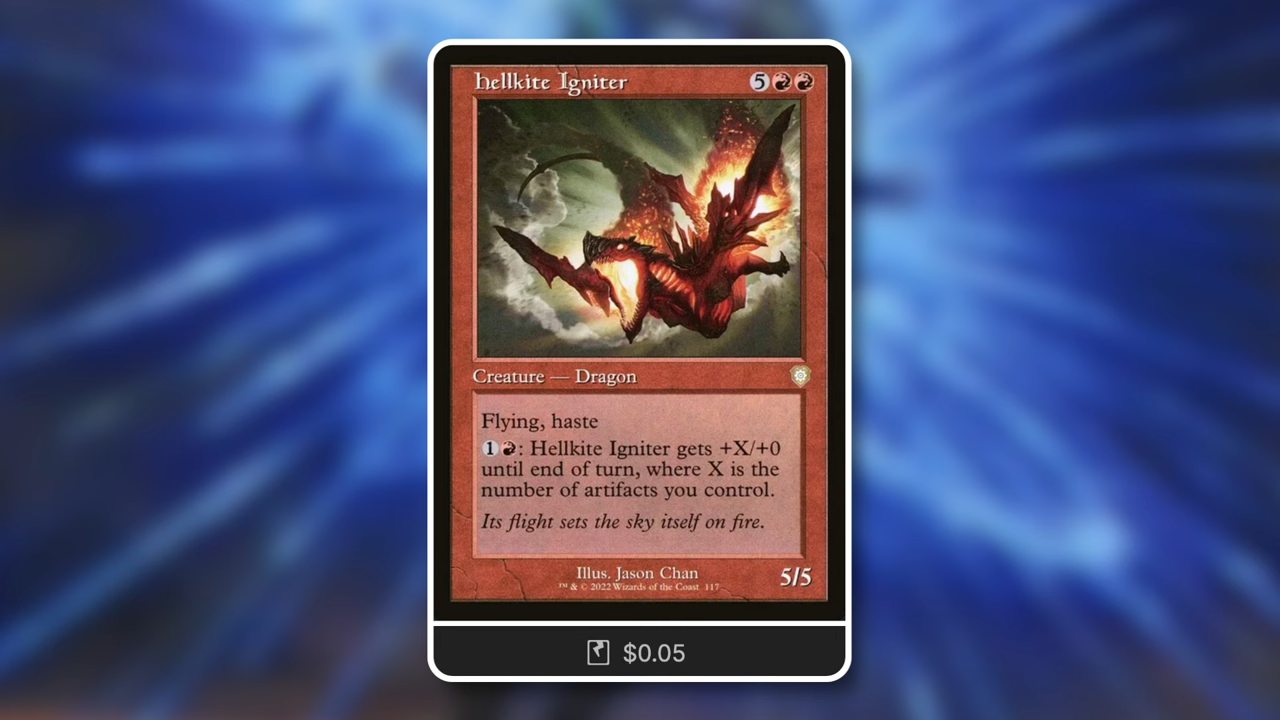 Hellkite Igniter 5
Creature — Dragon
Flying, haste
1 : Hellkite Igniter gets +X/+0
until end of turn, where X is the
number of artifacts you control.
Its flight sets the sky itself on fire.
Illus. Jason Chan
™ & © 2022 Wizards of the Coast 117
5/5
$0.05